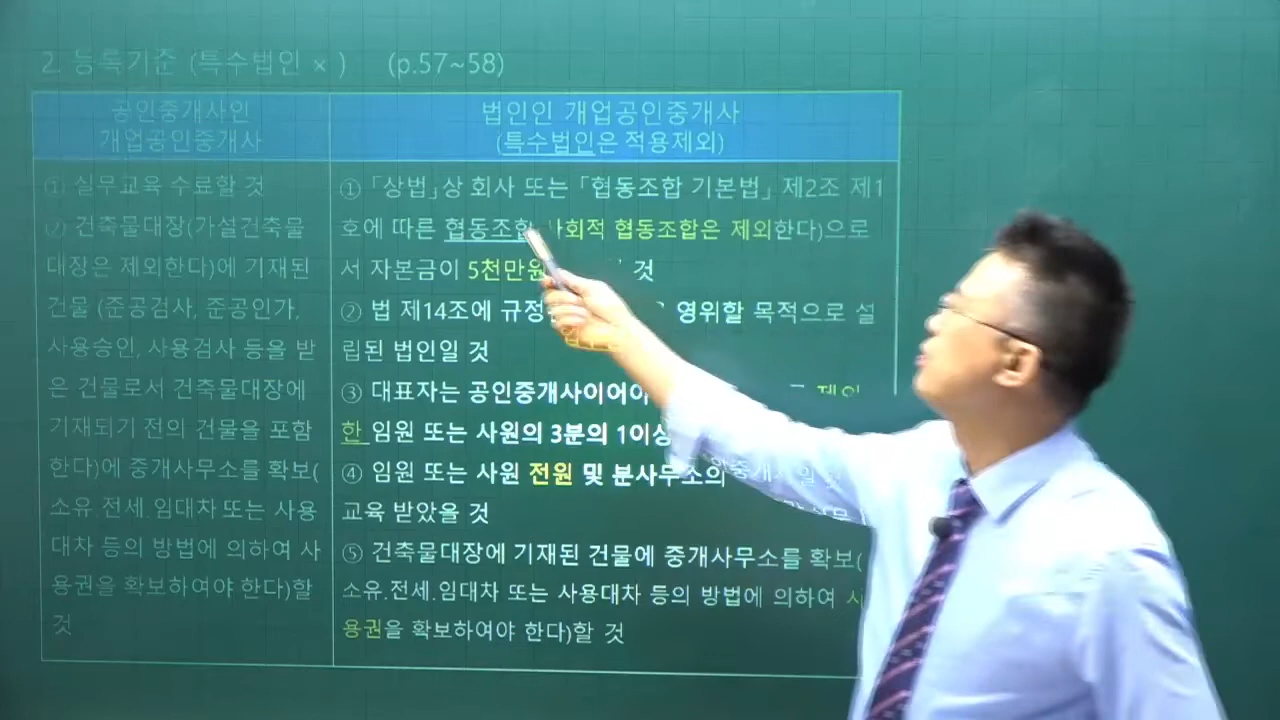 2. 등록기준 (특수법인 × ) (p.57~58)
공인중개사인
개업공인중개사
법인인 개업공인중개사
(특수법인은 적용제외)
① 실무교육 수료할 것
② 건축물대장(가설건축물
대장은 제외한다)에 기재된
건물 (준공검사, 준공인가,
사용승인, 사용검사 등을 받
은 건물로서 건축물대장에
기재되기 전의 건물을 포함
한다)에 중개사무소를 확보(
소유.전세.임대차 또는 사용
대차 등의 방법에 의하여 사
용권을 확보하여야 한다)할
것
① 「상법」상 회사 또는 「협동조합 기본법」 제2조 제1
호에 따른 협동조합 사회적 협동조합은 제외한다)으로
서 자본금이 5천만원 것
② 법 제14조에 규정 영위할 목적으로 설
립된 법인일 것
③ 대표자는 공인중개사이어야 제외
한 임원 또는 사원의 3분의 1이상
④ 임원 또는 사원 전원 및 분사무소의
교육 받았을 것
⑤ 건축물대장에 기재된 건물에 중개사무소를 확보(
소유.전세.임대차 또는 사용대차 등의 방법에 의하여 사
용권을 확보하여야 한다)할 것